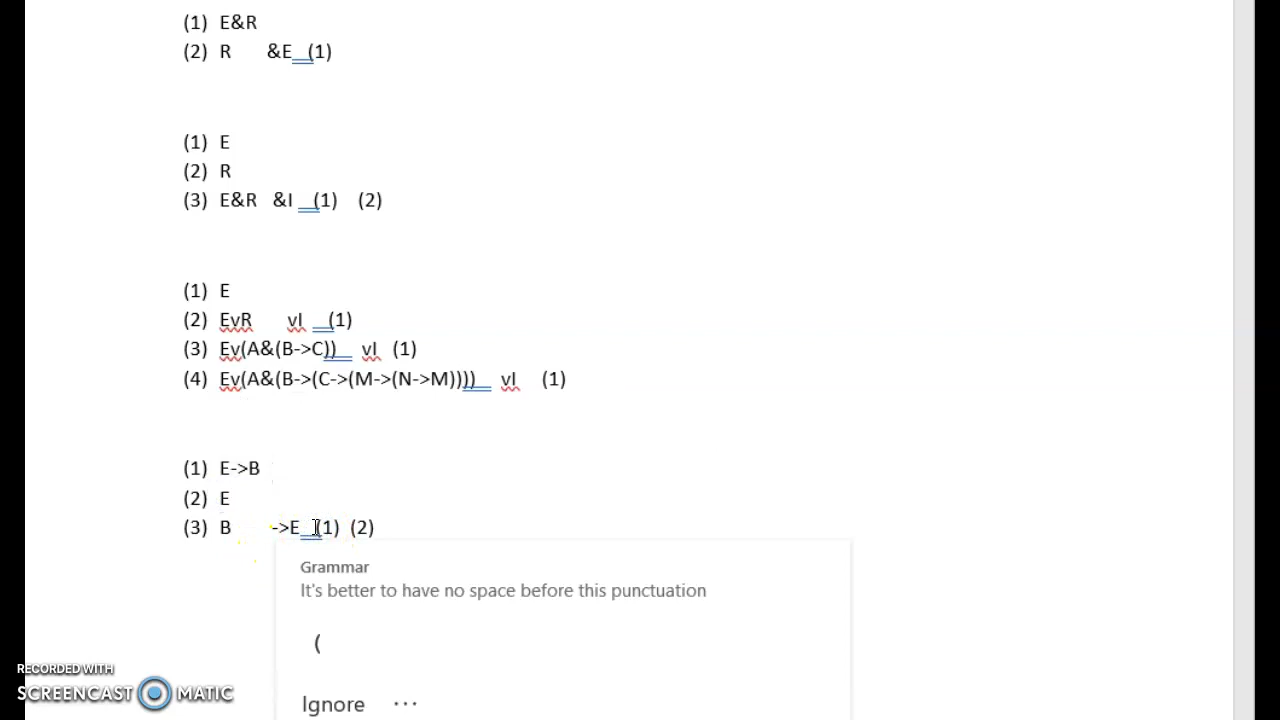 (1) E&R
(2) R &E (1)
(1) E
(2) R
(3) E&R &I (1) (2)
(1) E
(2) EvR vI (1)
(3) Ev(A&(B->C)) vI (1)
(4) Ev(A&(B->(C->(M->(N->M)))) vI (1)
(1) E->B
(2) E
(3) B ->E (1) (2)
Grammar
It's better to have no space before this punctuation
(
Ignore ...
RECORDED WITH
SCREENCAST MATIC